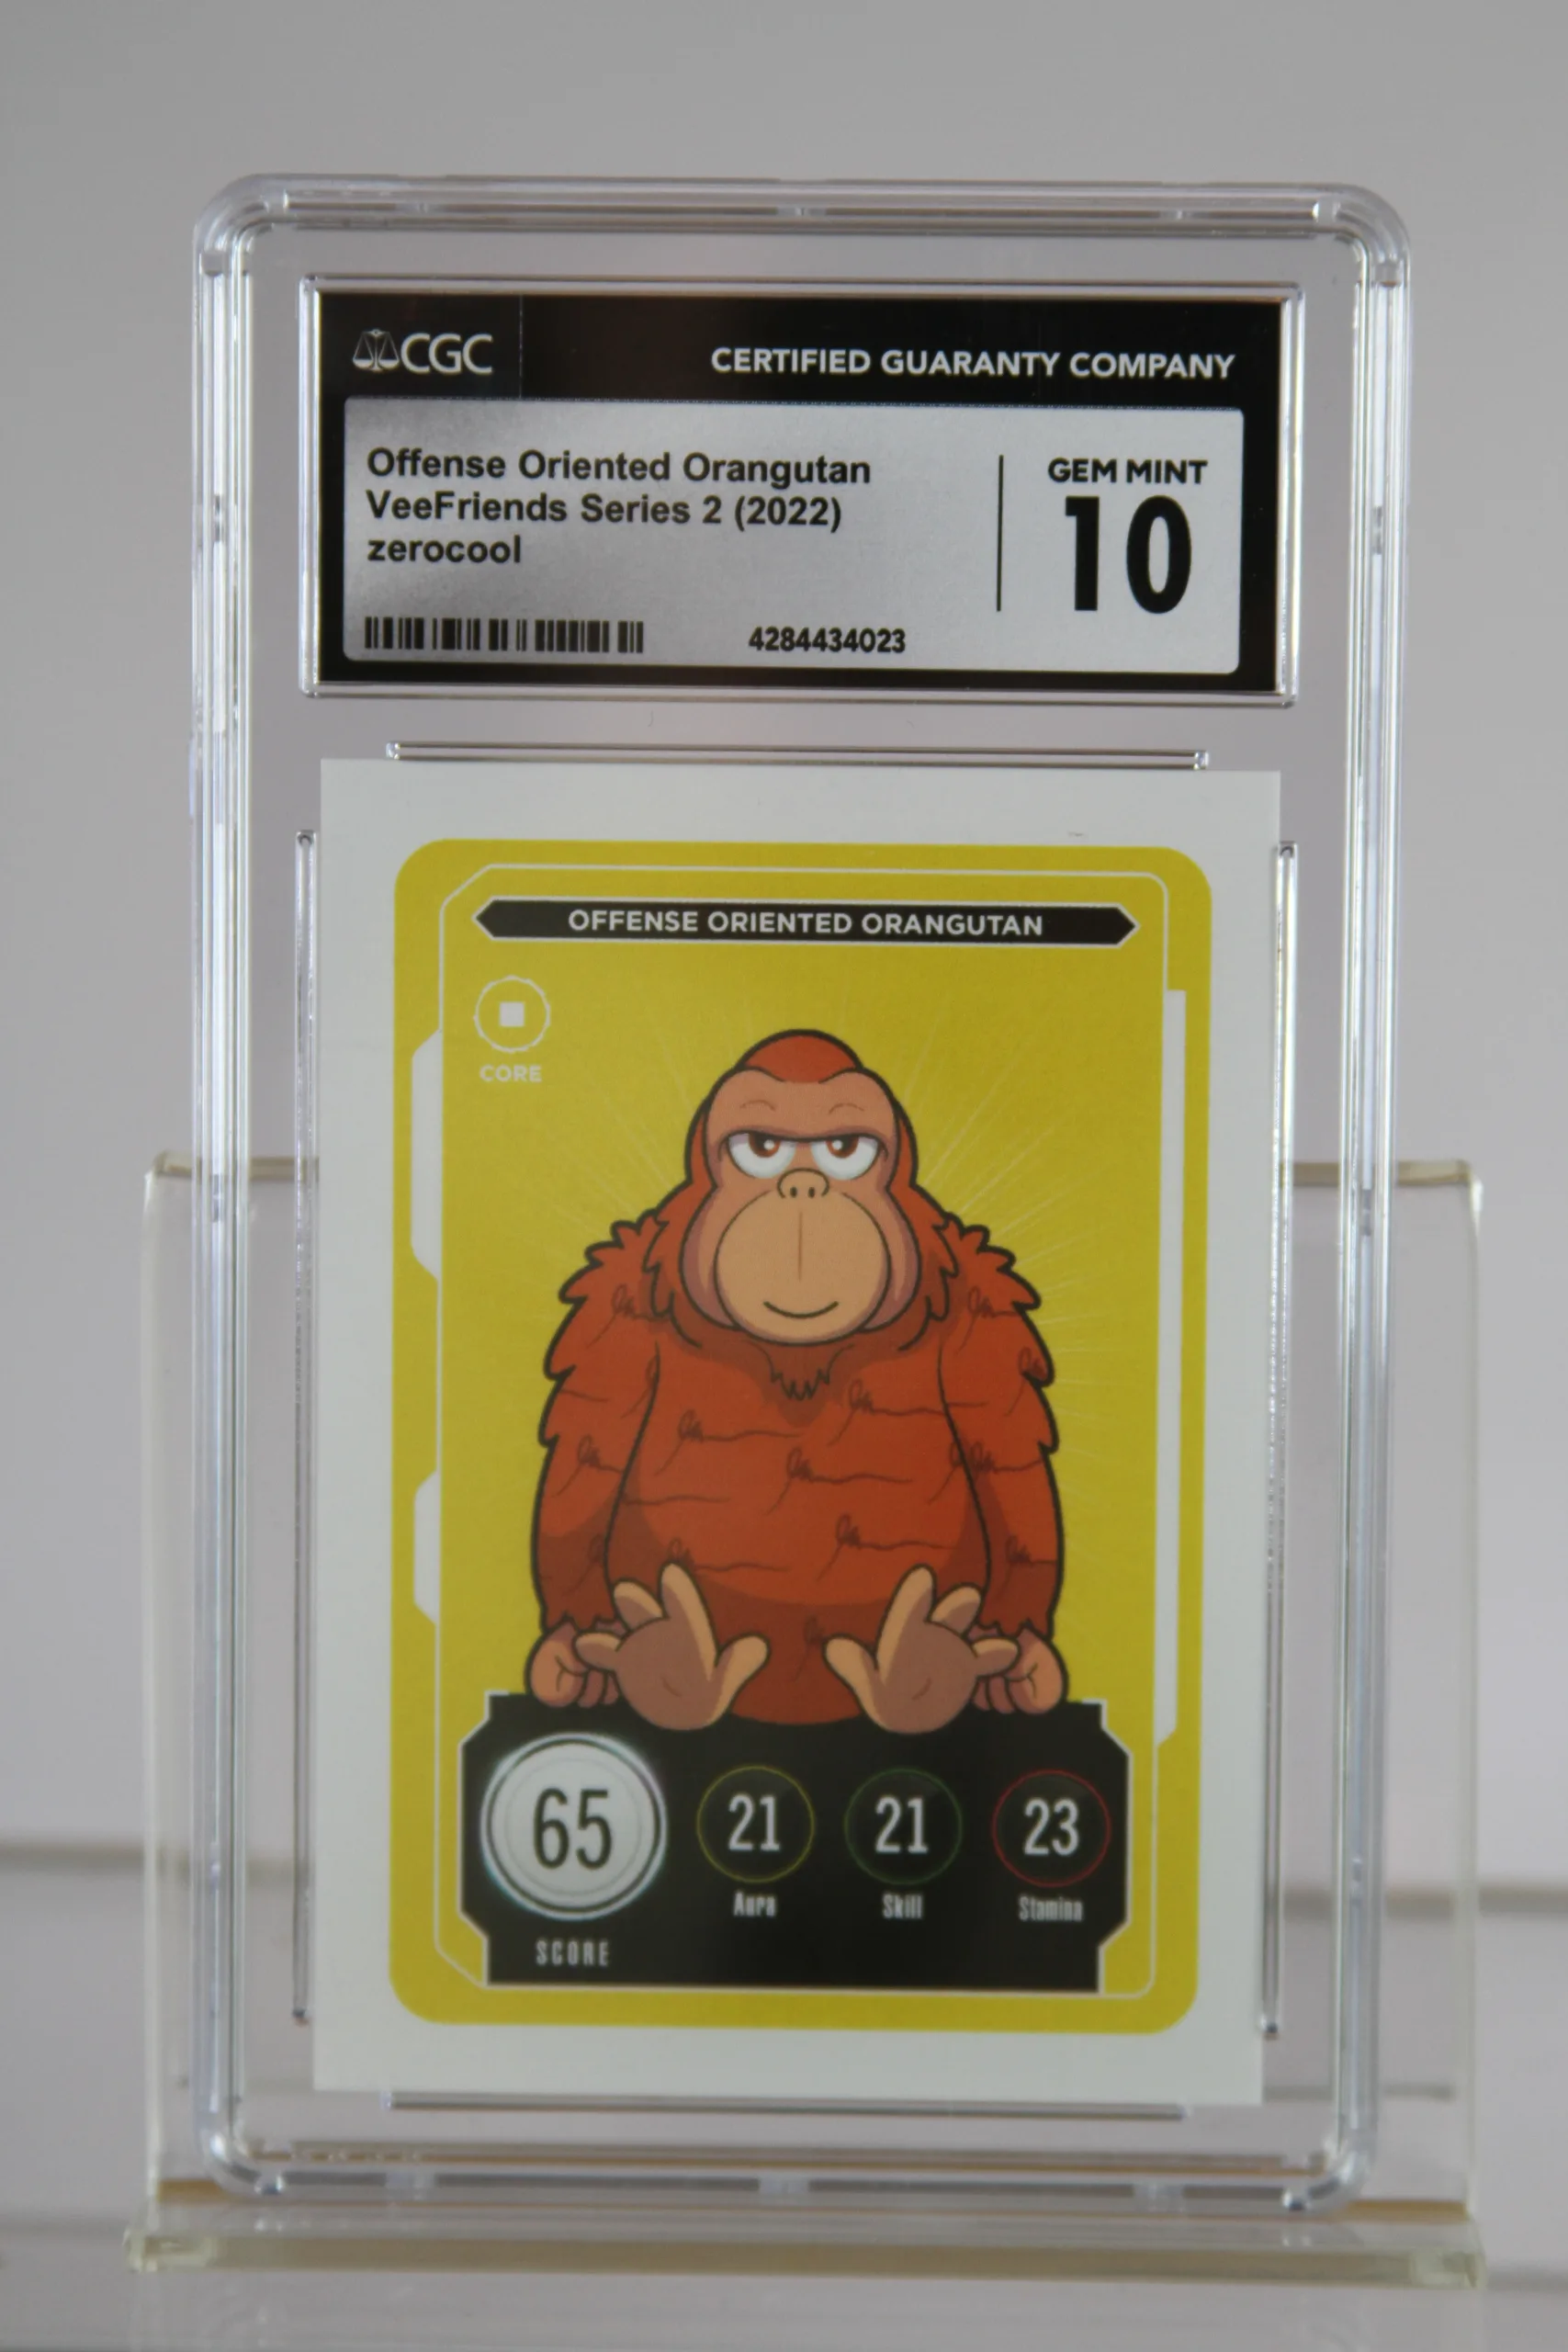 CGC
CERTIFIED GUARANTY COMPANY
Offense Oriented Orangutan
VeeFriends Series 2 (2022)
zerocool
GEM MINT
10
4284434023
OFFENSE ORIENTED ORANGUTAN
CORE
65
SCORE
21
Aura
21
Skill
23
Stamina